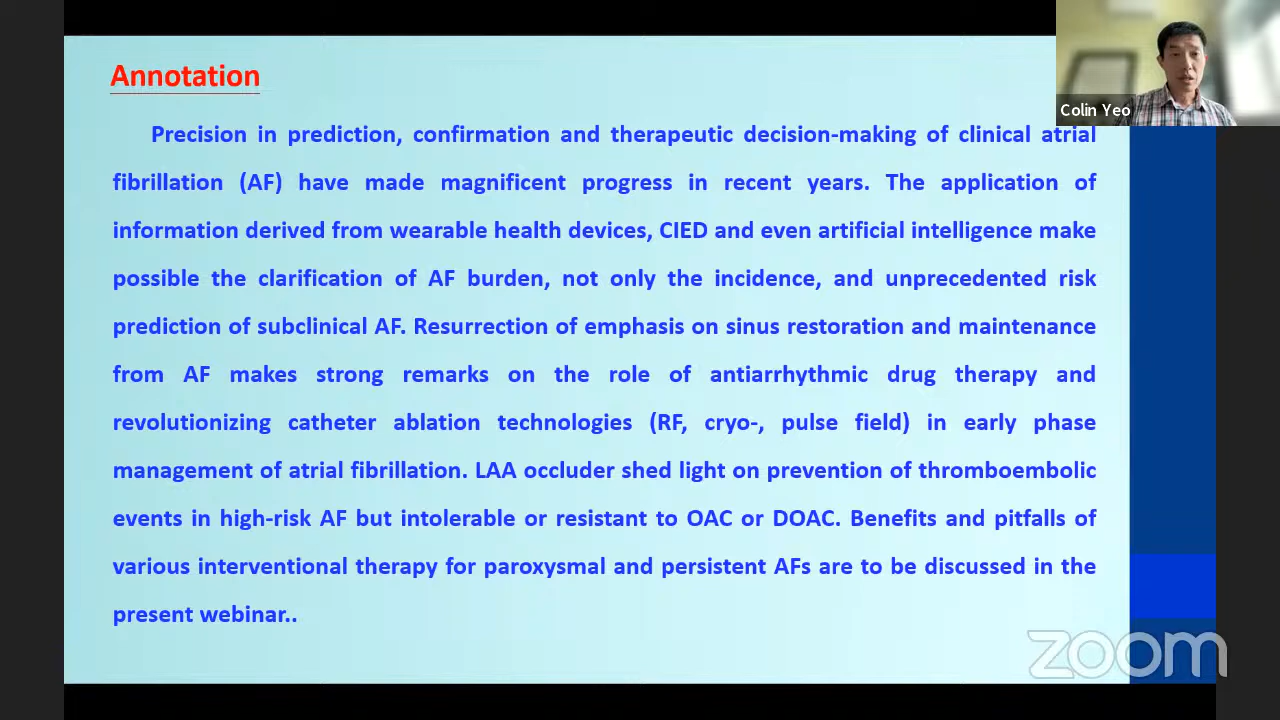 Annotation
Colin Yeo
Precision in prediction, confirmation and therapeutic decision-making of clinical atrial
fibrillation (AF) have made magnificent progress in recent years. The application of
information derived from wearable health devices, CIED and even artificial intelligence make
possible the clarification of AF burden, not only the incidence, and unprecedented risk
prediction of subclinical AF. Resurrection of emphasis on sinus restoration and maintenance
from AF makes strong remarks on the role of antiarrhythmic drug therapy and
revolutionizing catheter ablation technologies (RF, cryo-, pulse field) in early phase
management of atrial fibrillation. LAA occluder shed light on prevention of thromboembolic
events in high-risk AF but intolerable or resistant to OAC or DOAC. Benefits and pitfalls of
various interventional therapy for paroxysmal and persistent AFs are to be discussed in the
present webinar..
zoom